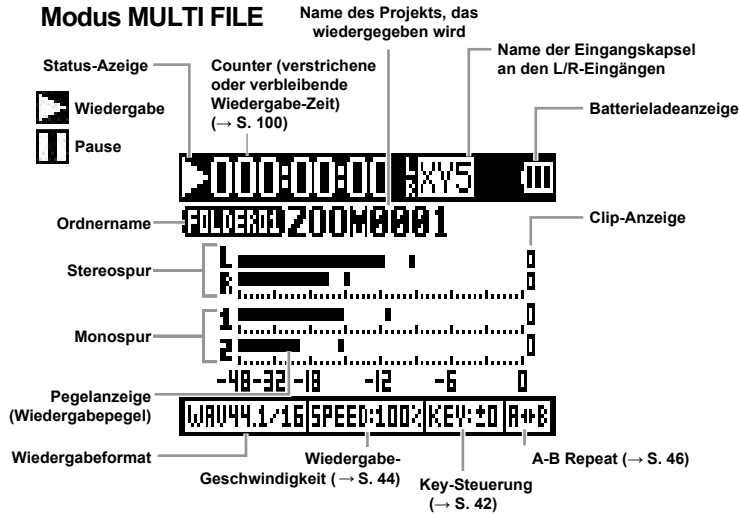 Modus MULTI FILE
Name des Projekts, das
wiedergegeben wird
Status-Azeige
Wiedergabe
Pause
Counter (verstrichene
oder verbleibende
Wiedergabe-Zeit)
(→ S. 100)
Name der Eingangskapsel
an den L/R-Eingängen
Batterieladeanzeige
000:00:00 L R XY5
Ordnername
FOLDER01 ZOOM0001
Clip-Anzeige
Stereospur
L 0
R
Monospur
1 0
2
-48 -32 -18 -12 -6 0
Pegelanzeige
(Wiedergabepegel)
WAV44.1/16 SPEED:100% KEY:±0 A↔B
Wiedergabeformat
Wiedergabe-
Geschwindigkeit (→ S. 44)
Key-Steuerung
(→ S. 42)
A-B Repeat (→ S. 46)